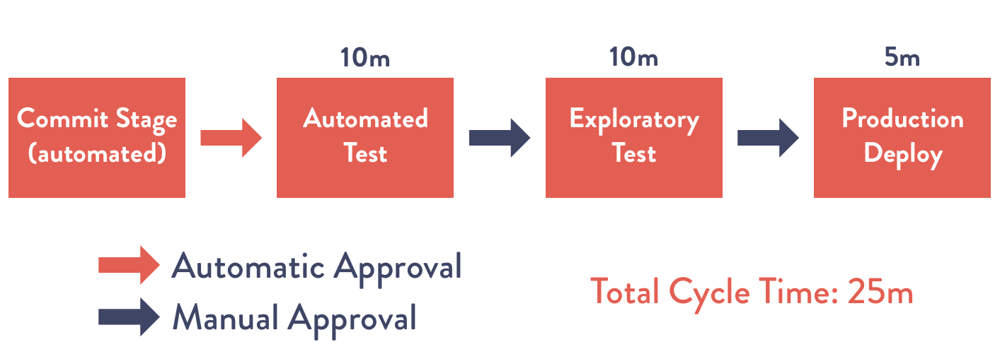 10m
10m
5m
Commit Stage
(automated)
Automated
Test
Exploratory
Test
Production
Deploy
Automatic Approval
Manual Approval
Total Cycle Time: 25m